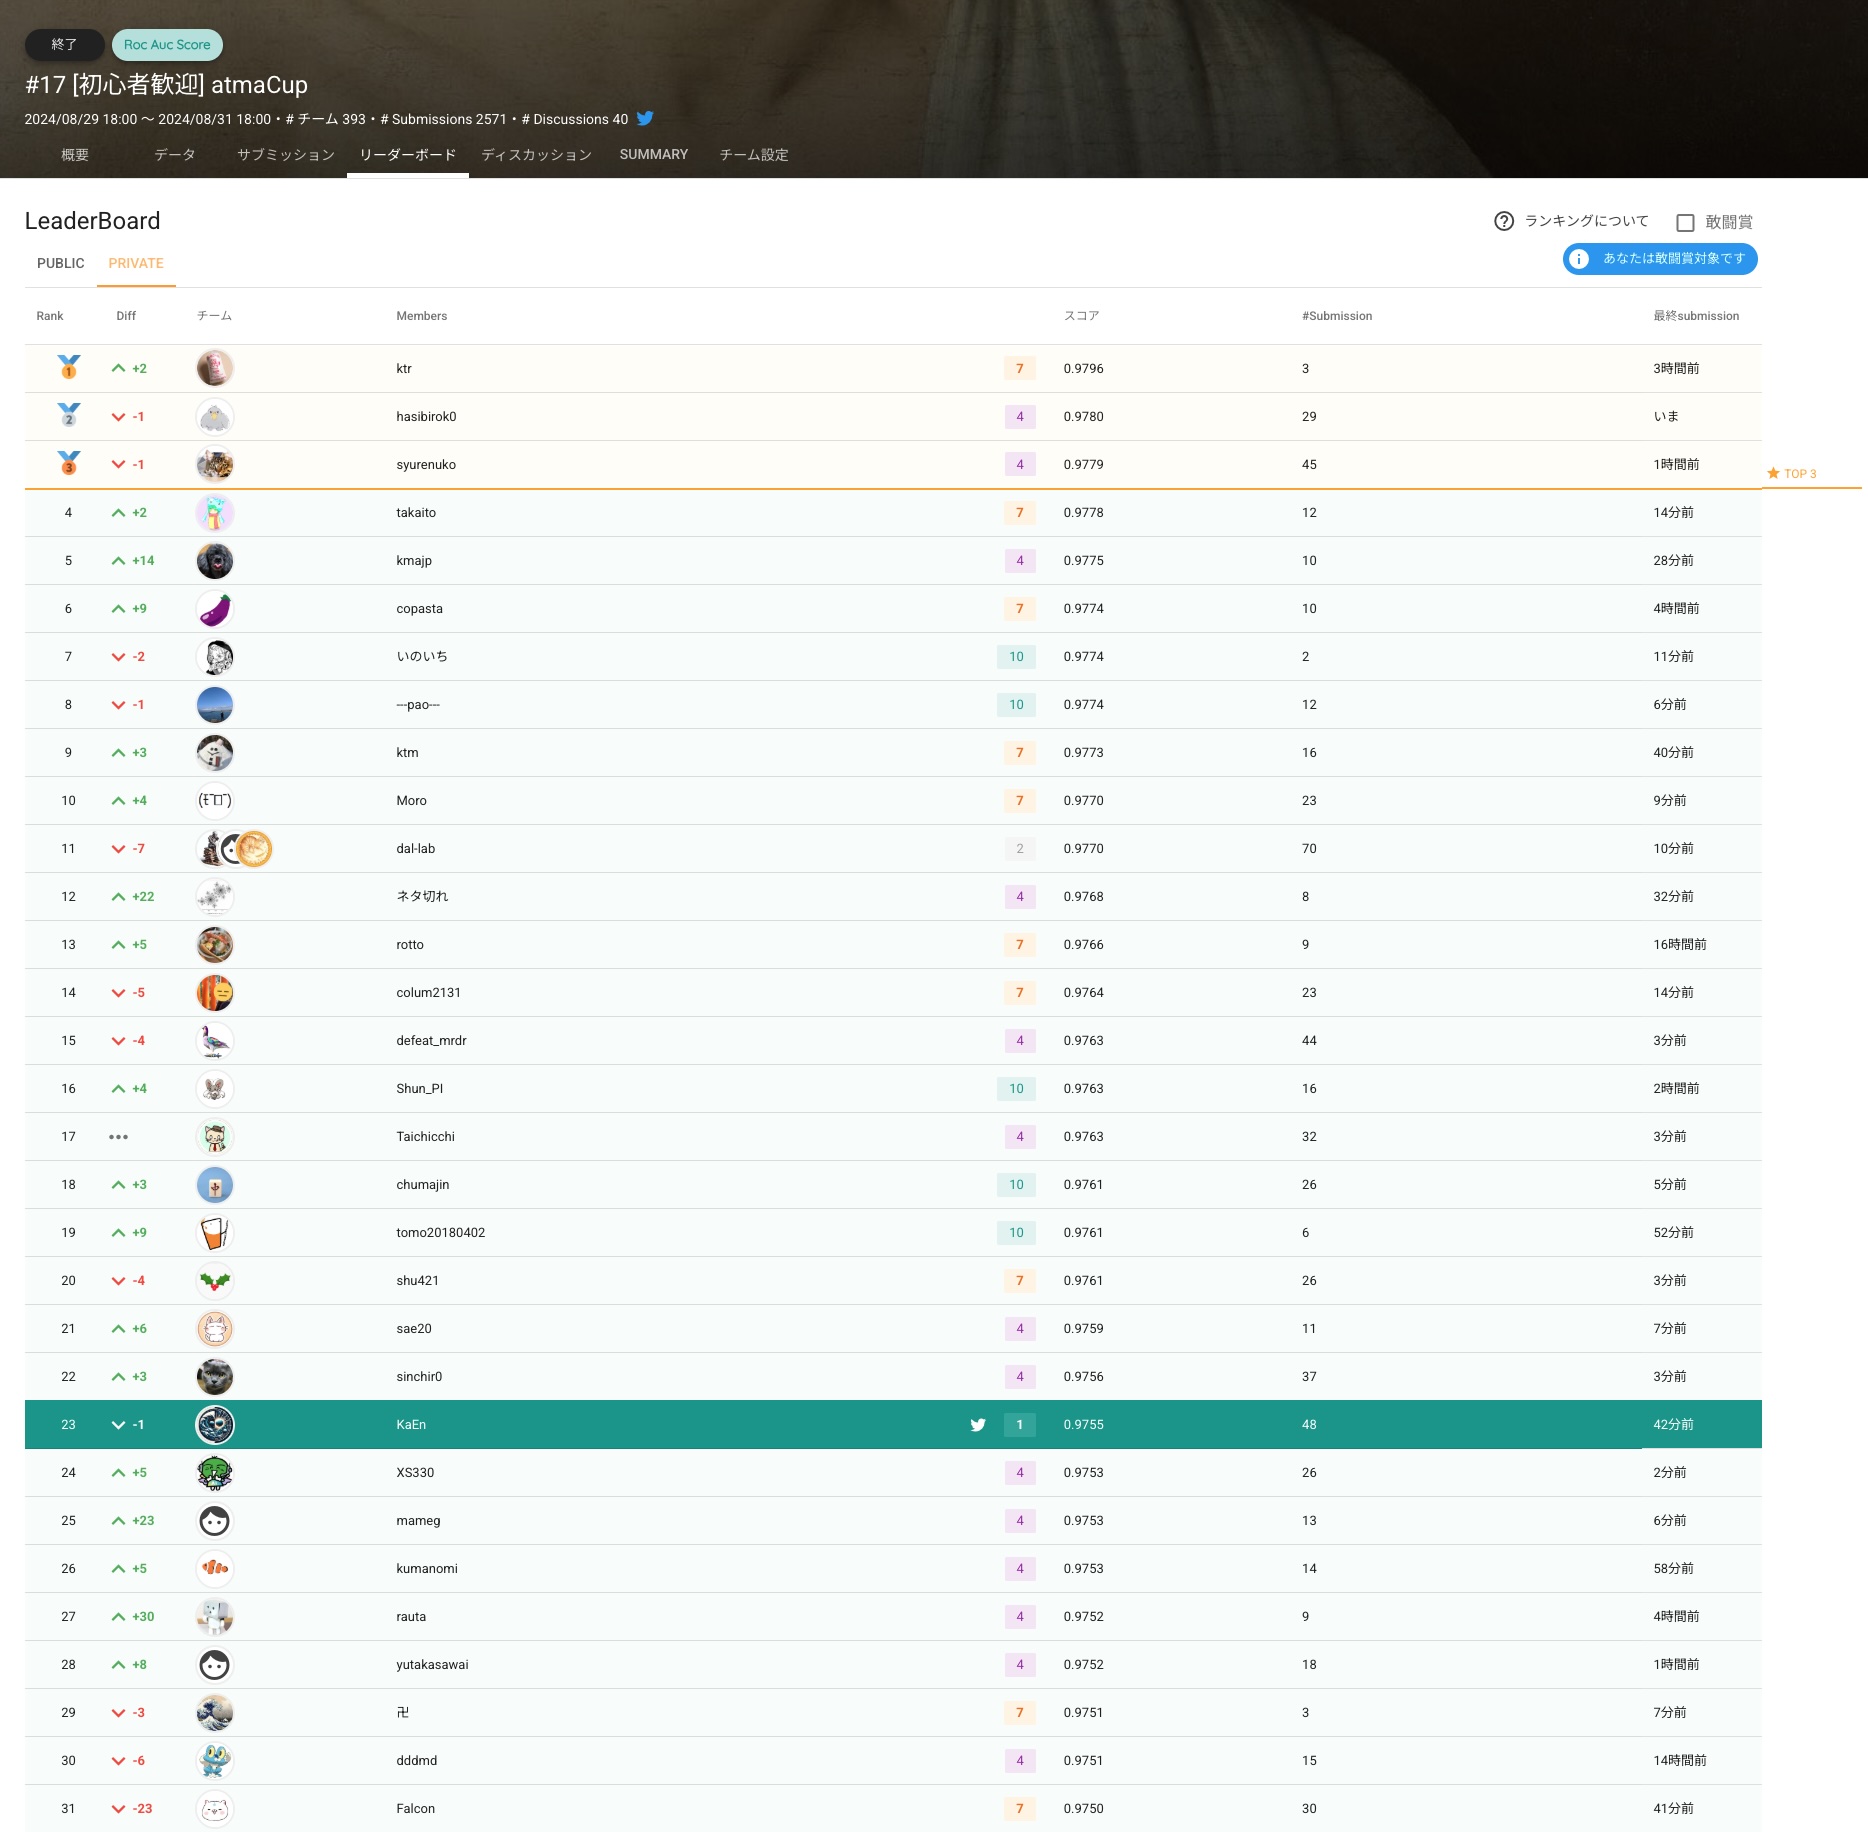 終了 Roc Auc Score
#17 [初心者歓迎] atmaCup
2024/08/29 18:00 〜 2024/08/31 18:00・# チーム 393・# Submissions 2571・# Discussions 40
概要 データ サブミッション リーダーボード ディスカッション SUMMARY チーム設定
LeaderBoard
ランキングについて 敢闘賞
PUBLIC PRIVATE
あなたは敢闘賞対象です
Rank Diff チーム Members スコア #Submission 最終submission
1 +2 ktr 7 0.9796 3 3時間前
2 -1 hasibirok0 4 0.9780 29 いま
3 -1 syurenuko 4 0.9779 45 1時間前
TOP 3
4 +2 takaito 7 0.9778 12 14分前
5 +14 kmajp 4 0.9775 10 28分前
6 +9 copasta 7 0.9774 10 4時間前
7 -2 いのいち 10 0.9774 2 11分前
8 -1 ---pao--- 10 0.9774 12 6分前
9 +3 ktm 7 0.9773 16 40分前
10 +4 Moro 7 0.9770 23 9分前
11 -7 dal-lab 2 0.9770 70 10分前
12 +22 ネタ切れ 4 0.9768 8 32分前
13 +5 rotto 7 0.9766 9 16時間前
14 -5 colum2131 7 0.9764 23 14分前
15 -4 defeat_mrdr 4 0.9763 44 3分前
16 +4 Shun_PI 10 0.9763 16 2時間前
17 ••• Taichicchi 4 0.9763 32 3分前
18 +3 chumajin 10 0.9761 26 5分前
19 +9 tomo20180402 10 0.9761 6 52分前
20 -4 shu421 7 0.9761 26 3分前
21 +6 sae20 4 0.9759 11 7分前
22 +3 sinchir0 4 0.9756 37 3分前
23 -1 KaEn 1 0.9755 48 42分前
24 +5 XS330 4 0.9753 26 2分前
25 +23 mameg 4 0.9753 13 6分前
26 +5 kumanomi 4 0.9753 14 58分前
27 +30 rauta 4 0.9752 9 4時間前
28 +8 yutakasawai 4 0.9752 18 1時間前
29 -3 卍 7 0.9751 3 7分前
30 -6 dddmd 4 0.9751 15 14時間前
31 -23 Falcon 7 0.9750 30 41分前